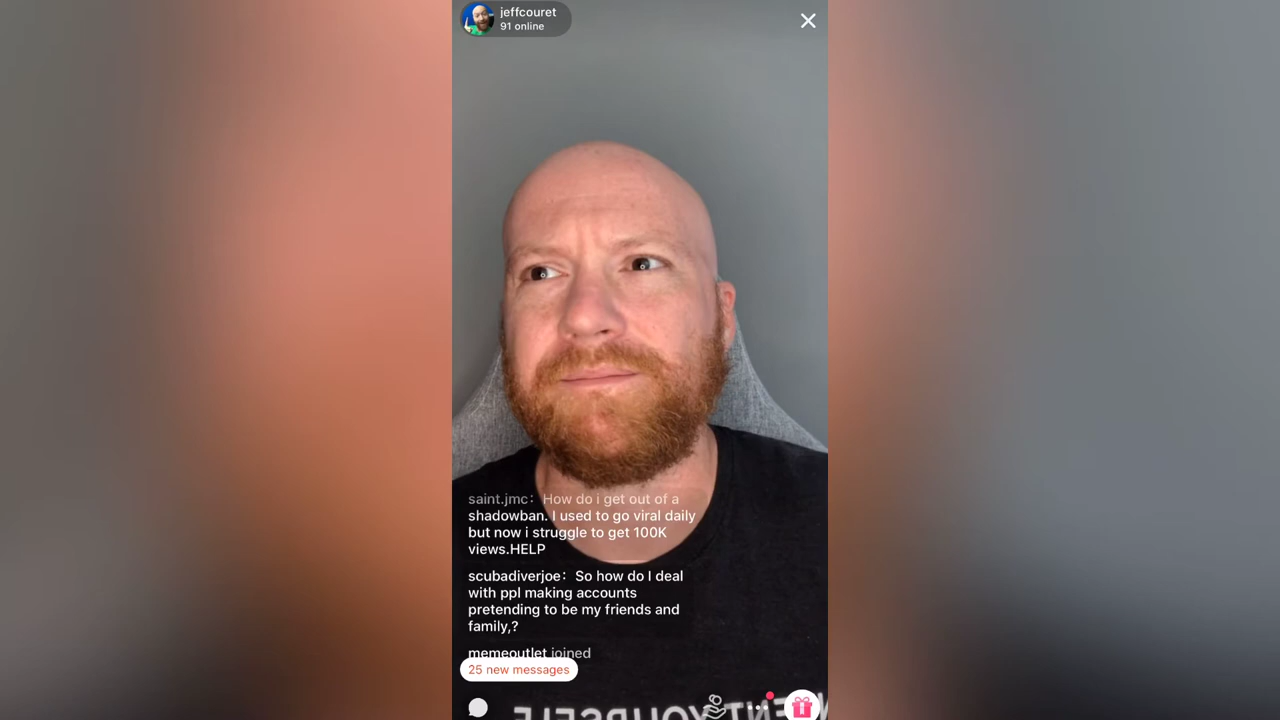 jeffcouret
91 online
saint.jmc: How do i get out of a
shadowban. I used to go viral daily
but now i struggle to get 100K
views.HELP
scubadiverjoe: So how do I deal
with ppl making accounts
pretending to be my friends and
family,?
memeoutlet joined
25 new messages
YOURSELF